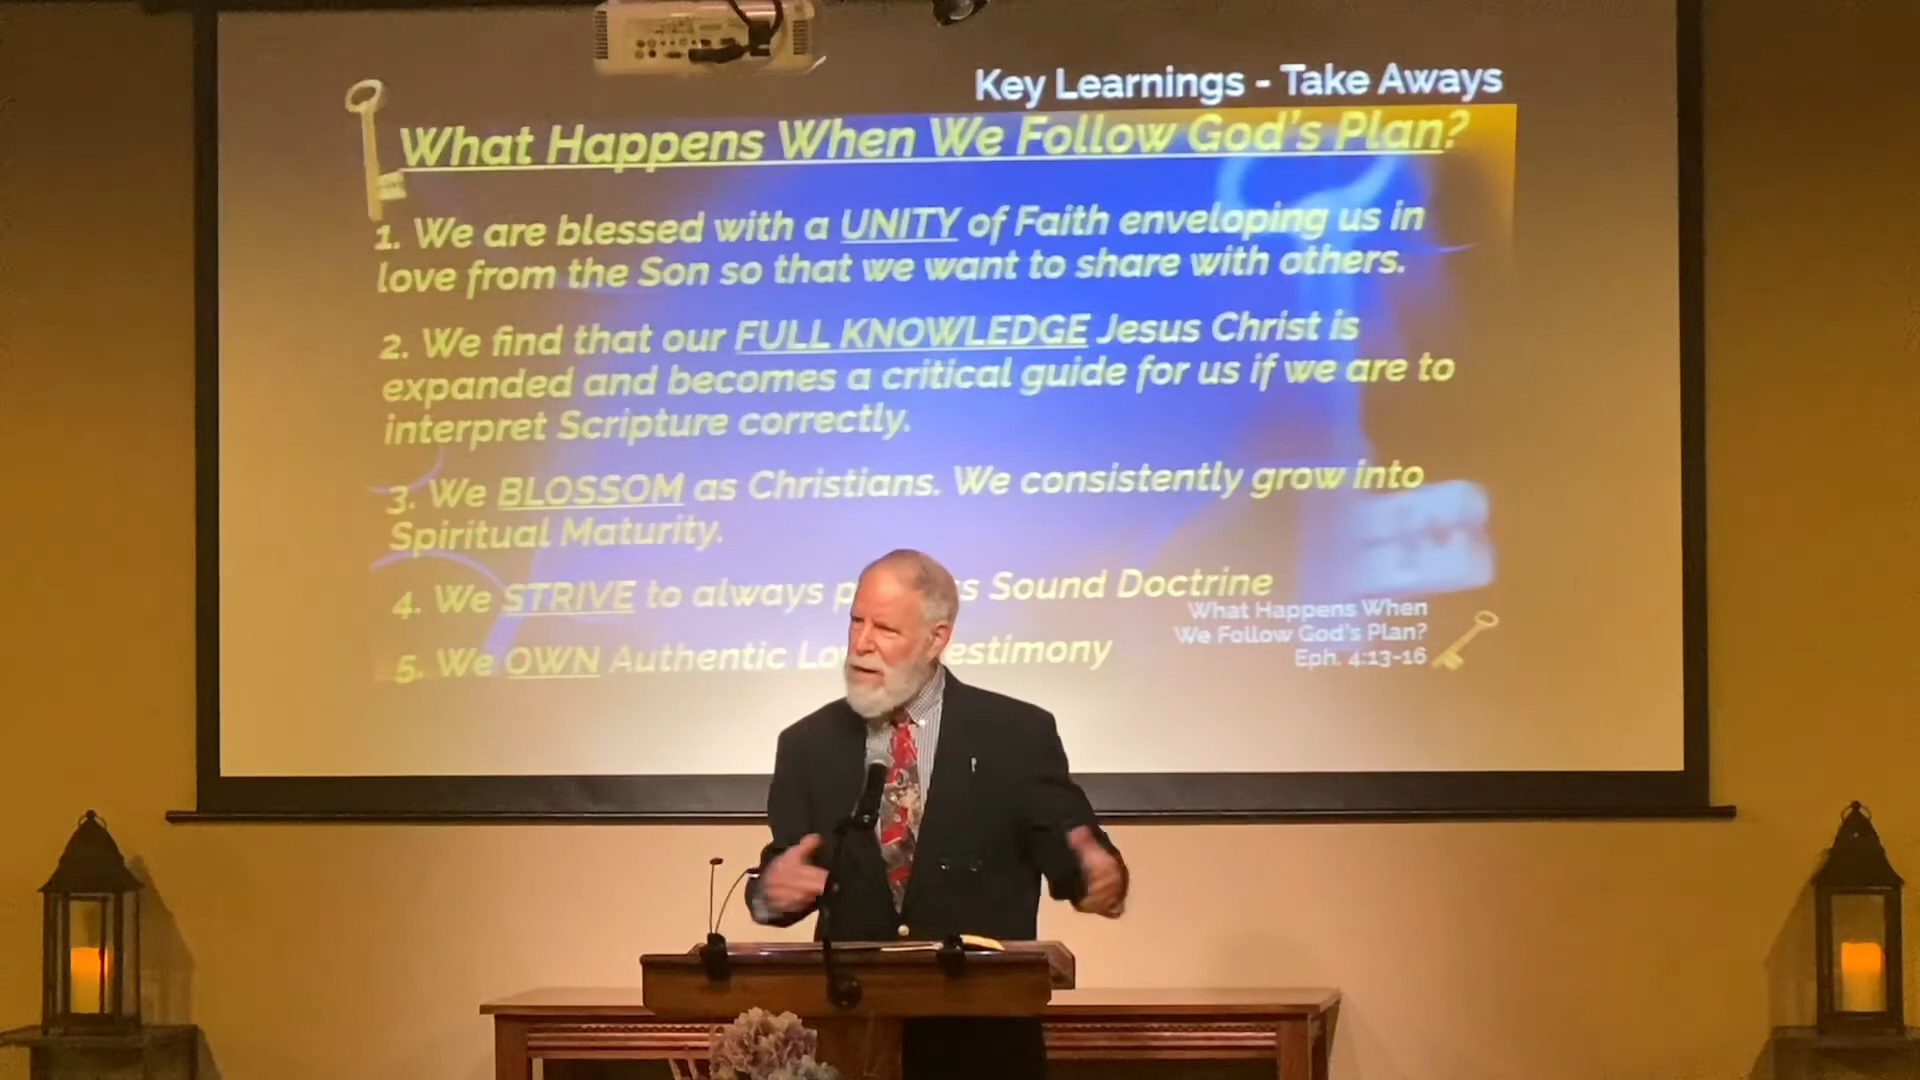 Key Learnings - Take Aways
What Happens When We Follow God's Plan?
1. We are blessed with a UNITY of Faith enveloping us in
love from the Son so that we want to share with others.
2. We find that our FULL KNOWLEDGE Jesus Christ is
expanded and becomes a critical guide for us if we are to
interpret Scripture correctly.
3. We BLOSSOM as Christians. We consistently grow into
Spiritual Maturity.
4. We STRIVE to always Sound Doctrine
5. We OWN Authentic
What Happens When
We Follow God's Plan?
Eph. 4:13-16